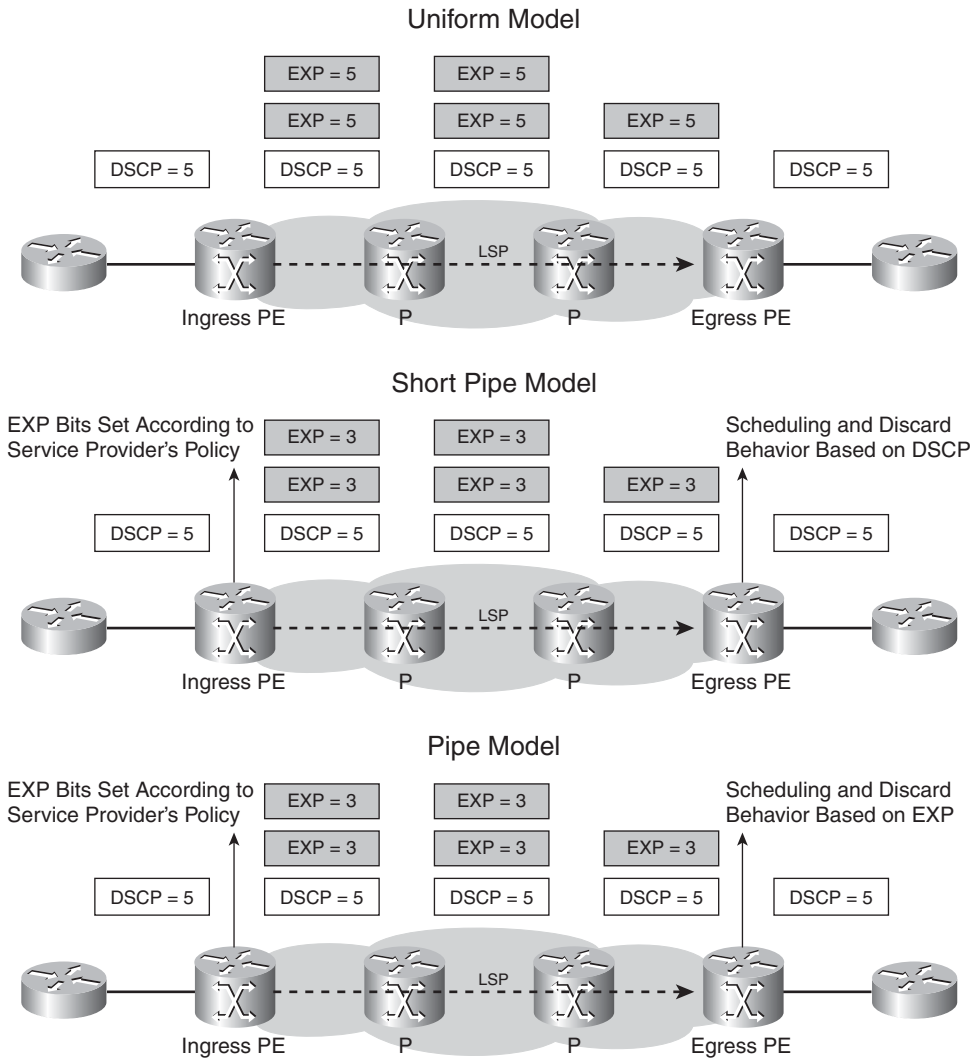 Uniform Model
EXP = 5 EXP = 5
EXP = 5 EXP = 5 EXP = 5
DSCP = 5 DSCP = 5 DSCP = 5 DSCP = 5 DSCP = 5
LSP
Ingress PE P P Egress PE
Short Pipe Model
EXP Bits Set According to
Service Provider's Policy
EXP = 3 EXP = 3
Scheduling and Discard
Behavior Based on DSCP
EXP = 3 EXP = 3 EXP = 3
DSCP = 5 DSCP = 5 DSCP = 5 DSCP = 5 DSCP = 5
LSP
Ingress PE P P Egress PE
Pipe Model
EXP Bits Set According to
Service Provider's Policy
EXP = 3 EXP = 3
Scheduling and Discard
Behavior Based on EXP
EXP = 3 EXP = 3 EXP = 3
DSCP = 5 DSCP = 5 DSCP = 5 DSCP = 5 DSCP = 5
LSP
Ingress PE P P Egress PE